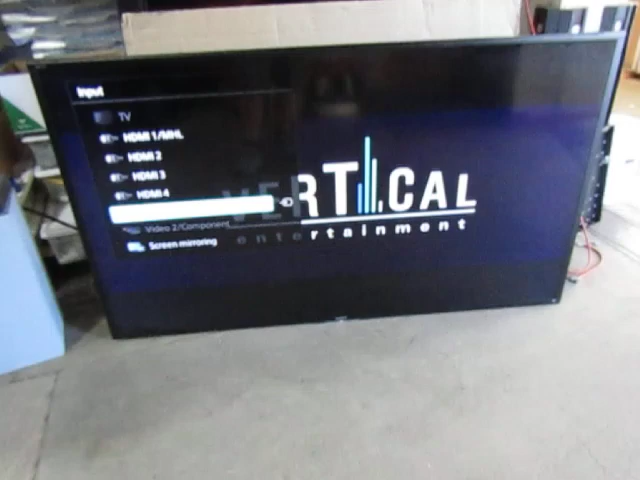 Input
TV
HDMI 1/MHL
HDMI 2
HDMI 3
HDMI 4
Video 2/Component
Screen mirroring
VERTICAL
entertainment